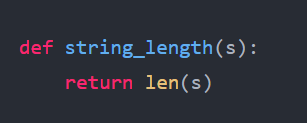 def string_length(s):
    return len(s)